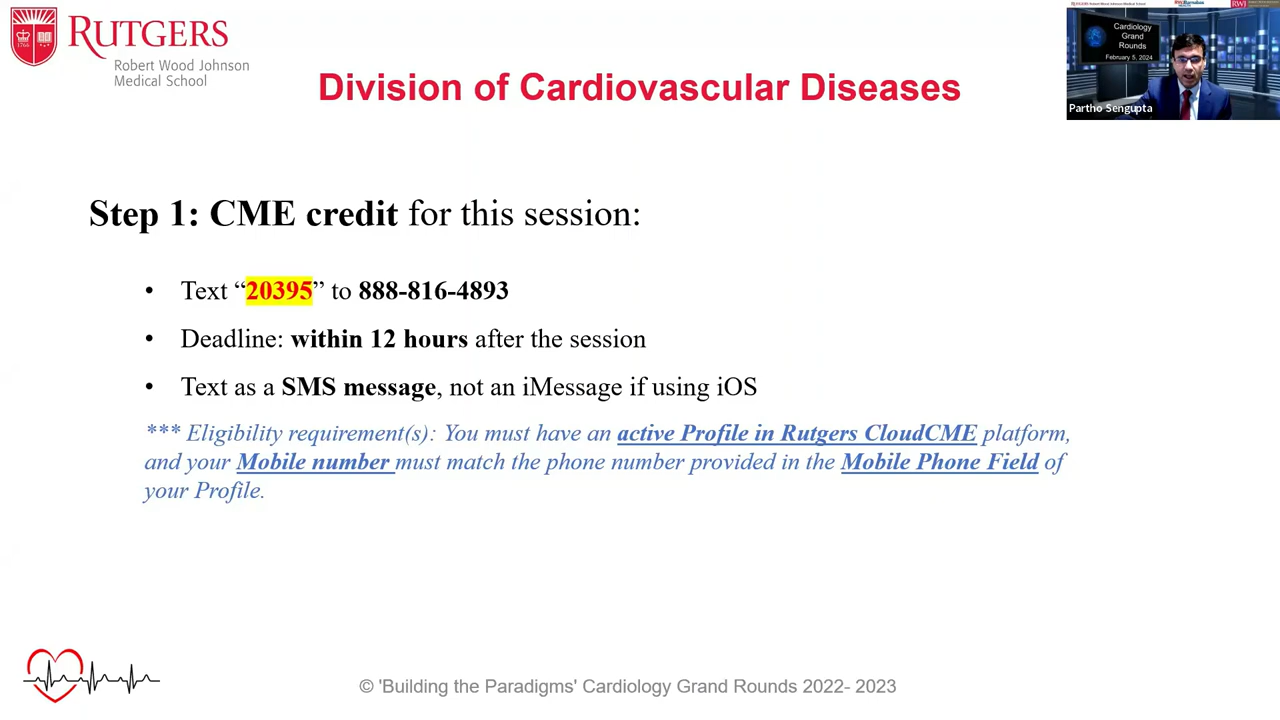 RUTGERS
Robert Wood Johnson
Medical School
1766
Division of Cardiovascular Diseases
Cardiology
Grand
Rounds
February 5, 2024
Partho Sengupta
Step 1: CME credit for this session:
• Text “20395” to 888-816-4893
• Deadline: within 12 hours after the session
• Text as a SMS message, not an iMessage if using iOS
*** Eligibility requirement(s): You must have an active Profile in Rutgers CloudCME platform,
and your Mobile number must match the phone number provided in the Mobile Phone Field of
your Profile.
© 'Building the Paradigms' Cardiology Grand Rounds 2022- 2023